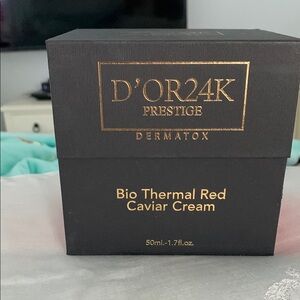 D'OR24K
PRESTIGE
DERMATOX
Bio Thermal Red
Caviar Cream
50ml.-1.7fl.oz.